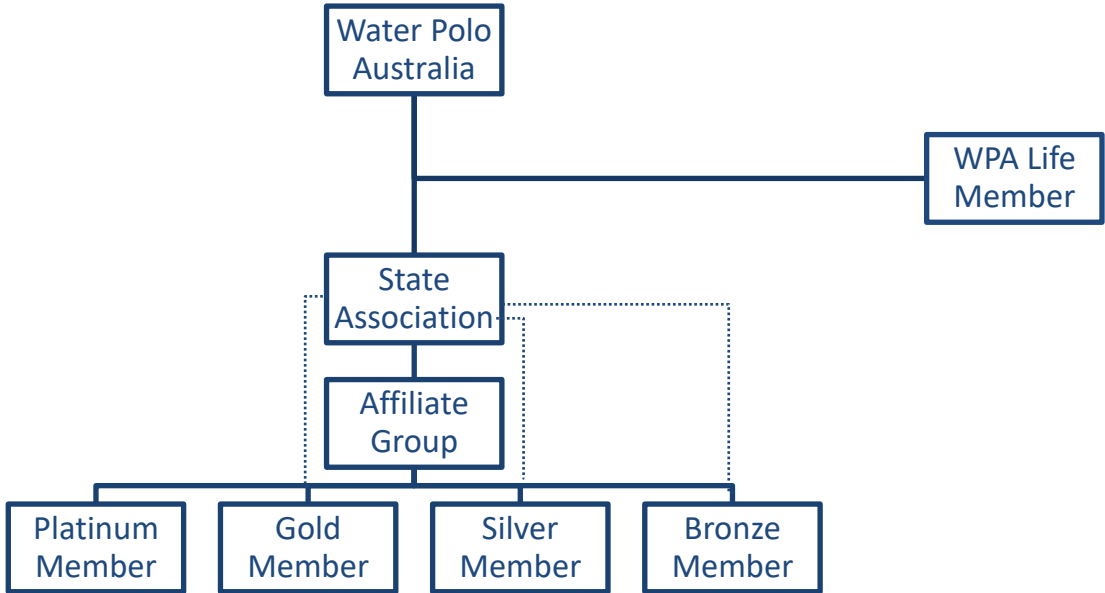 Water Polo
Australia
WPA Life
Member
State
Association
Affiliate
Group
Platinum
Member
Gold
Member
Silver
Member
Bronze
Member